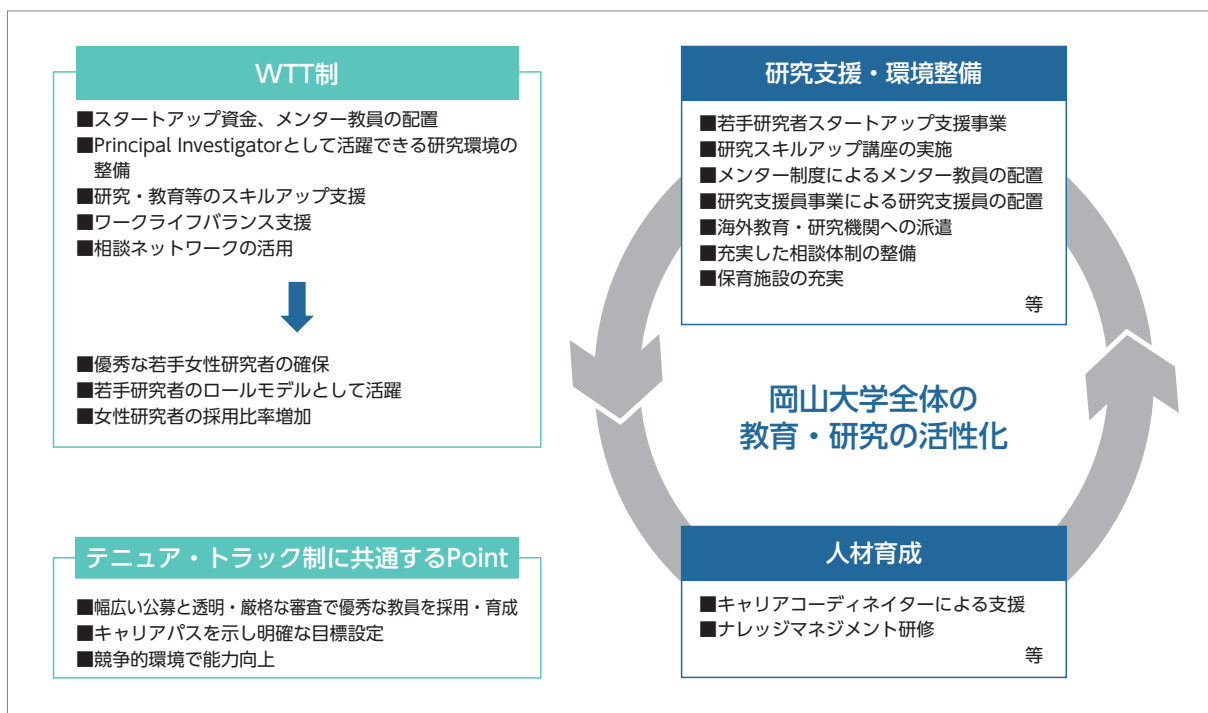 WTT制
■スタートアップ資金、メンター教員の配置
■Principal Investigatorとして活躍できる研究環境の
整備
■研究・教育等のスキルアップ支援
■ワークライフバランス支援
■相談ネットワークの活用
■優秀な若手女性研究者の確保
■若手研究者のロールモデルとして活躍
■女性研究者の採用比率増加
テニュア・トラック制に共通するPoint
■幅広い公募と透明・厳格な審査で優秀な教員を採用・育成
■キャリアパスを示し明確な目標設定
■競争的環境で能力向上
研究支援・環境整備
■若手研究者スタートアップ支援事業
■研究スキルアップ講座の実施
■メンター制度によるメンター教員の配置
■研究支援員事業による研究支援員の配置
■海外教育・研究機関への派遣
■充実した相談体制の整備
■保育施設の充実
等
岡山大学全体の
教育・研究の活性化
人材育成
■キャリアコーディネイターによる支援
■ナレッジマネジメント研修
等